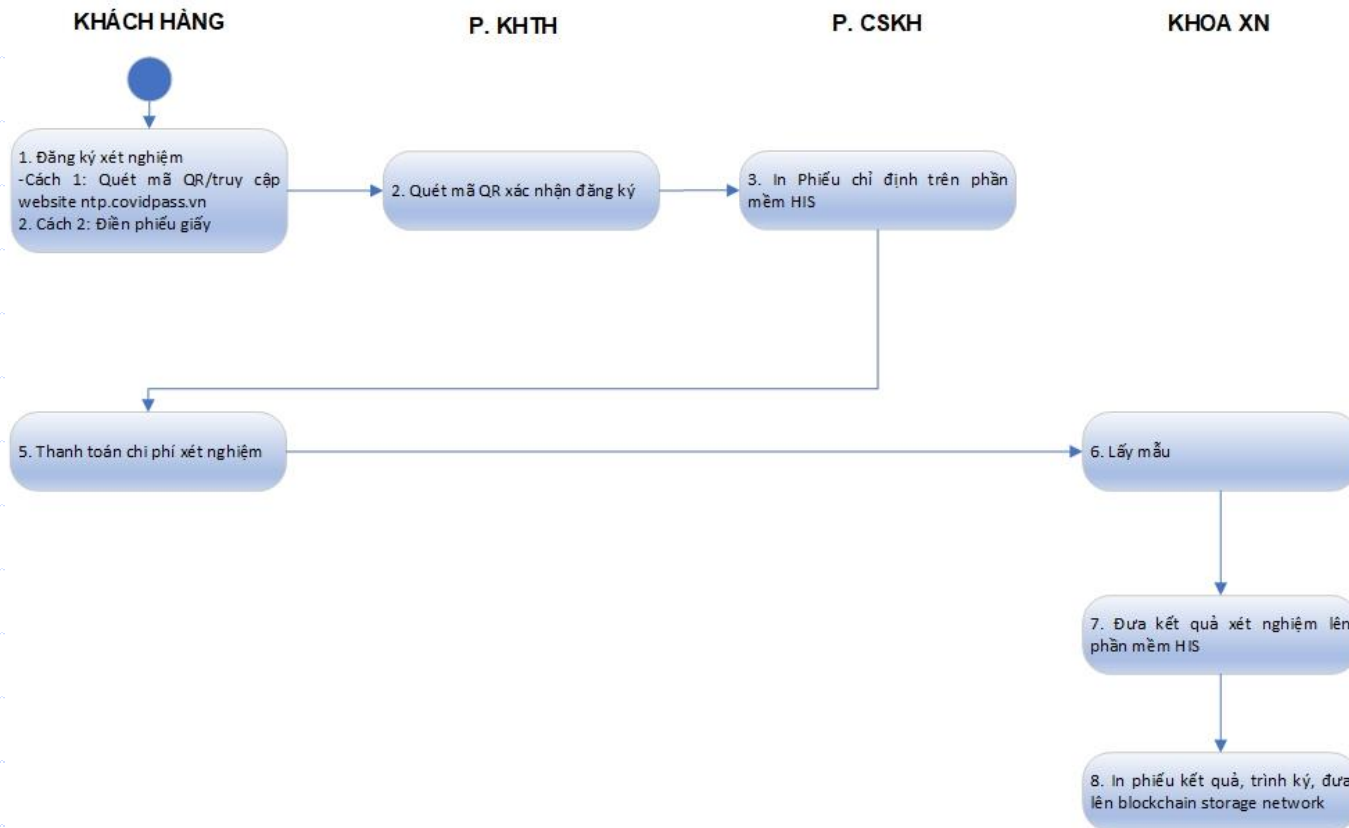 KHÁCH HÀNG
P. KHTH
P. CSKH
KHOA XN
1. Đăng ký xét nghiệm
-Cách 1: Quét mã QR/truy cập
website ntp.covidpass.vn
2. Cách 2: Điền phiếu giấy
2. Quét mã QR xác nhận đăng ký
3. In Phiếu chỉ định trên phần
mềm HIS
5. Thanh toán chi phí xét nghiệm
6. Lấy mẫu
7. Đưa kết quả xét nghiệm lên
phần mềm HIS
8. In phiếu kết quả, trình ký, đưa
lên blockchain storage network